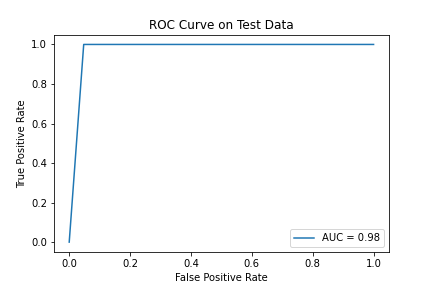 ROC Curve on Test Data
1.0
0.8
0.6
0.4
0.2
0.0
True Positive Rate
AUC = 0.98
0.0 0.2 0.4 0.6 0.8 1.0
False Positive Rate